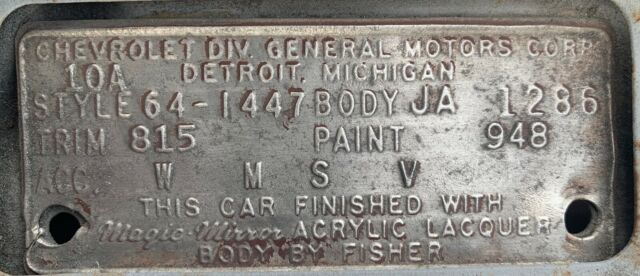 CHEVROLET DIV. GENERAL MOTORS CORP.
10A DETROIT, MICHIGAN
STYLE 64-1447 BODY JA 1286
TRIM 815 PAINT 948
ACC. W M S V
THIS CAR FINISHED WITH
Magic-Mirror ACRYLIC LACQUER
BODY BY FISHER